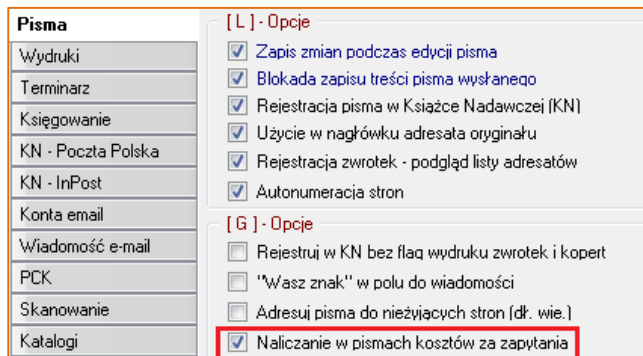 Pisma
Wydruki
Terminarz
Księgowanie
KN - Poczta Polska
KN - InPost
Konta email
Wiadomość e-mail
PCK
Skanowanie
Katalogi
[ L ] - Opcje
Zapis zmian podczas edycji pisma
Blokada zapisu treści pisma wysłanego
Rejestracja pisma w Książce Nadawczej (KN)
Użycie w nagłówku adresata oryginału
Rejestracja zwrotek - podgląd listy adresatów
Autonumeracja stron
[ G ] - Opcje
Rejestruj w KN bez flag wydruku zwrotek i kopert
"Wasz znak" w polu do wiadomości
Adresuj pisma do nieżyjących stron (dł. wie.)
Naliczanie w pismach kosztów za zapytania